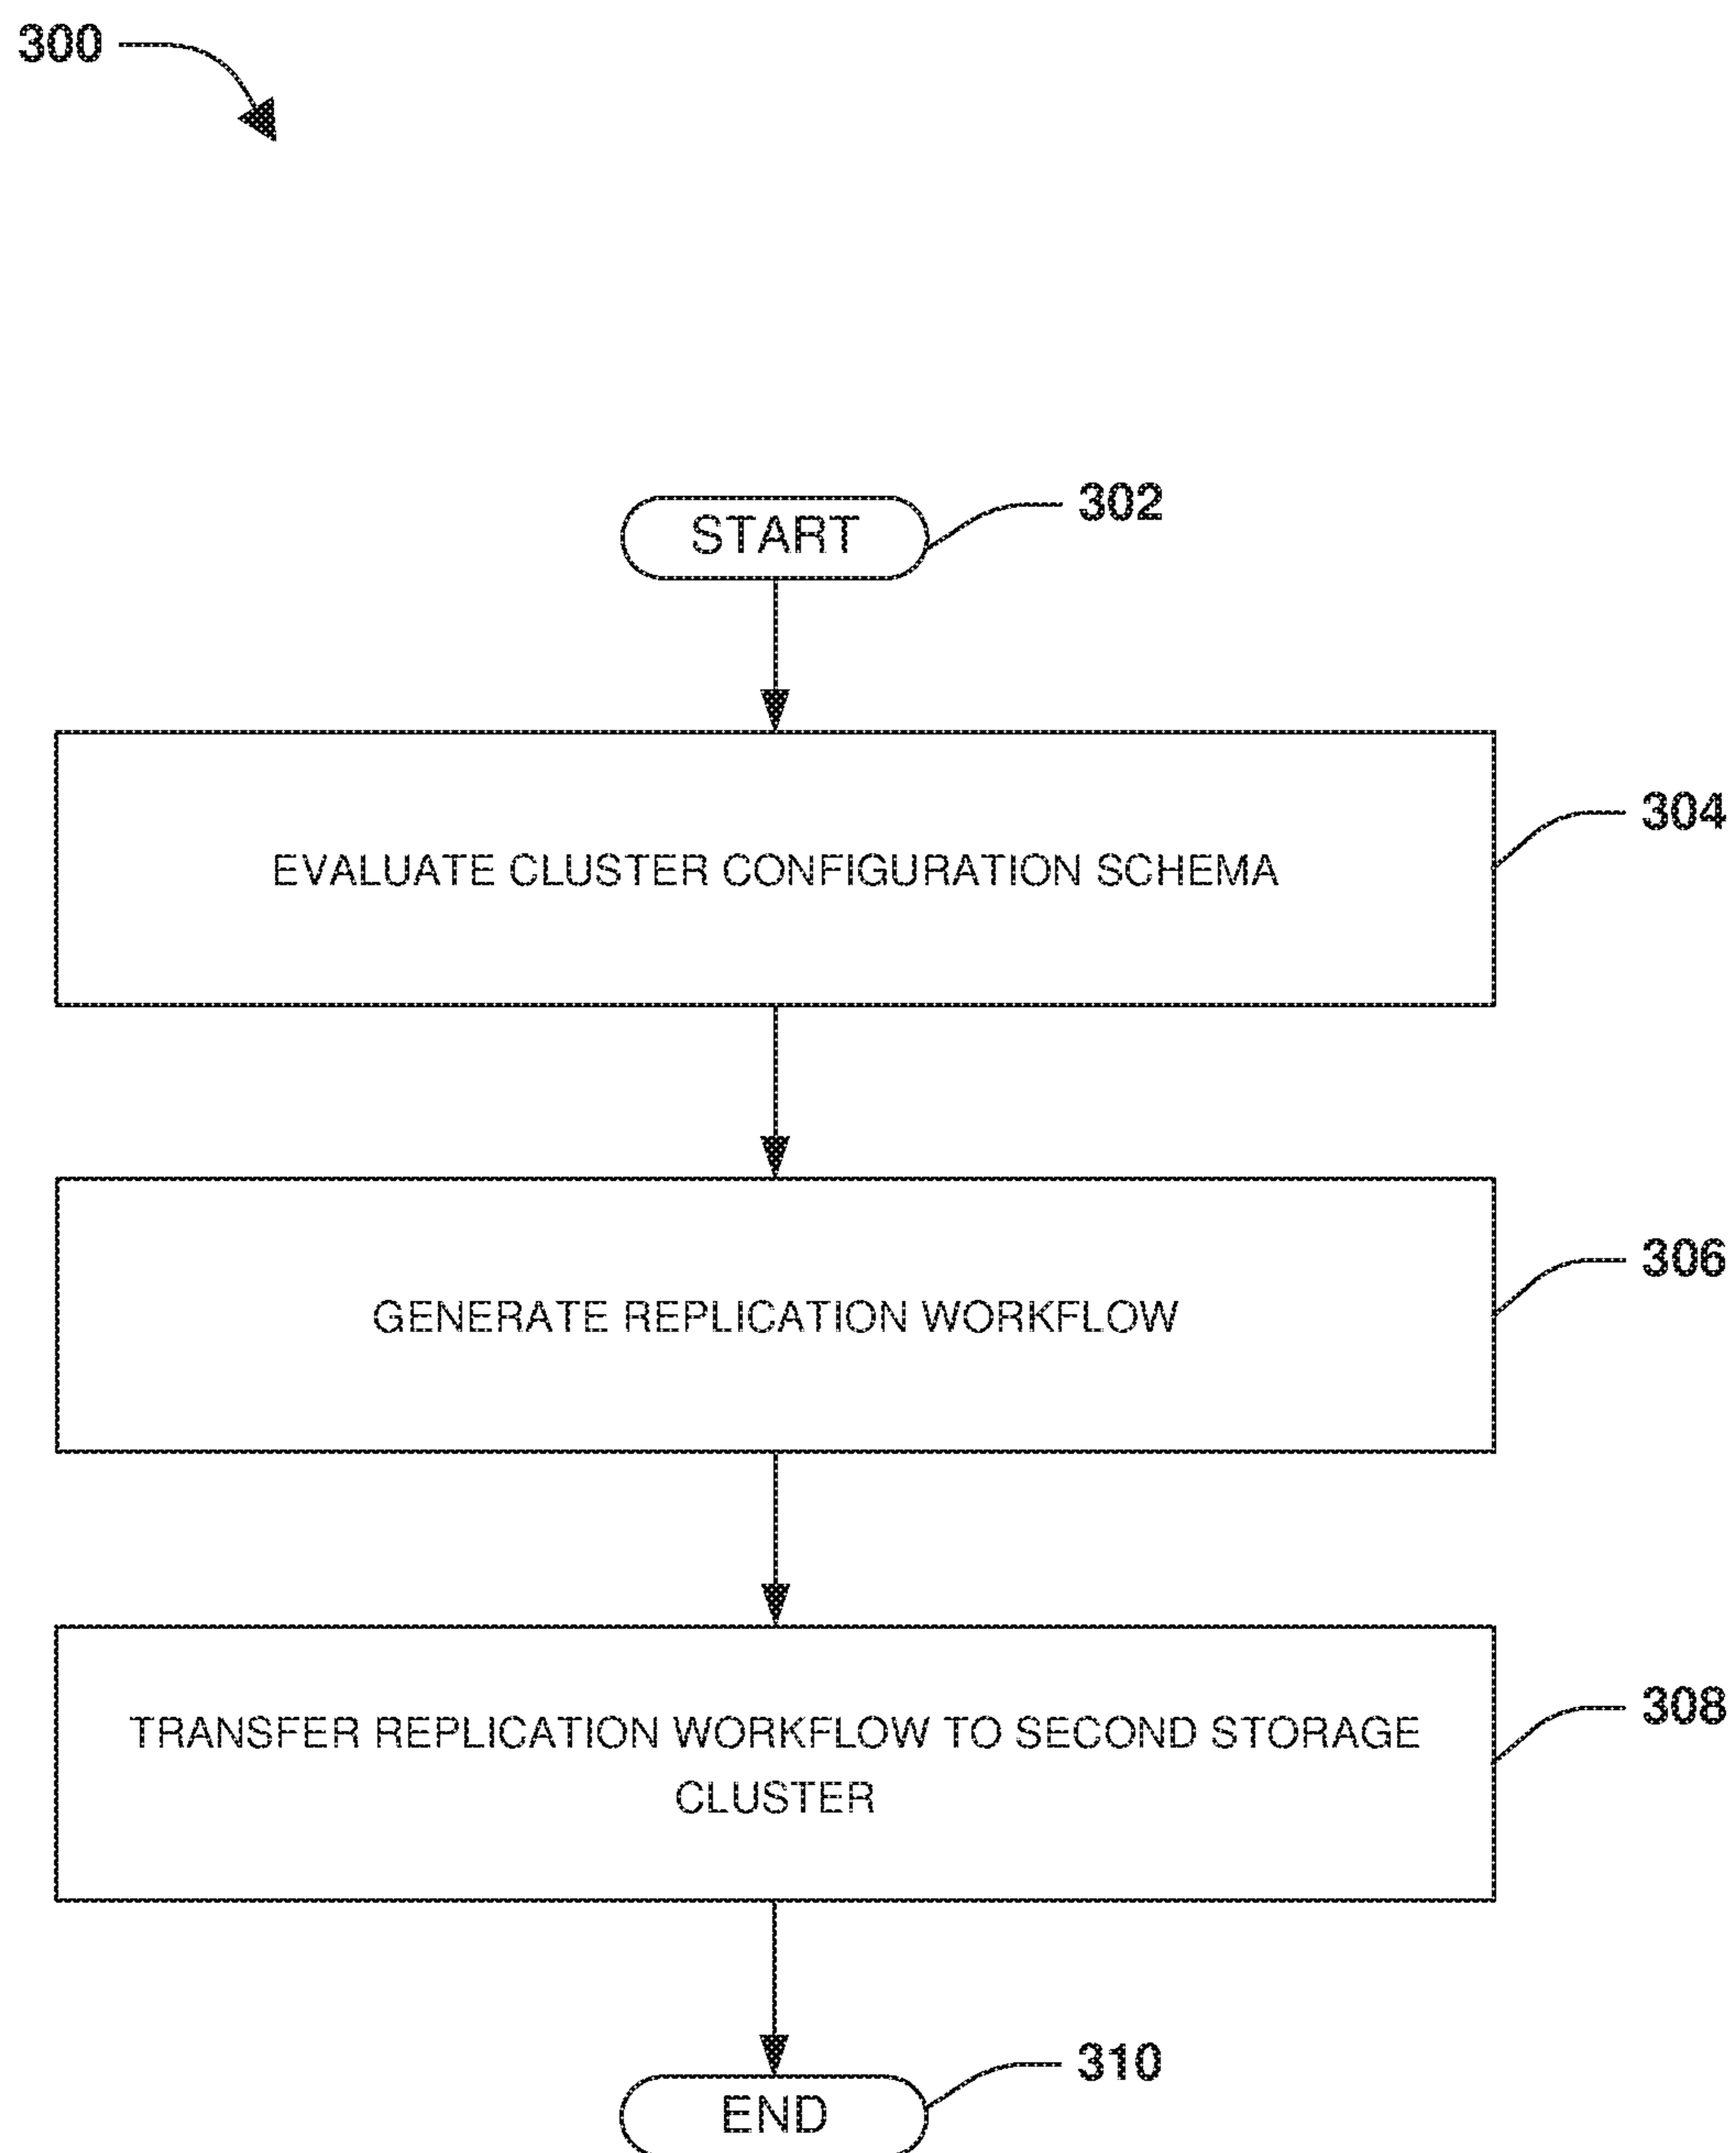 300
START
302
304
EVALUATE CLUSTER CONFIGURATION SCHEMA
306
GENERATE REPLICATION WORKFLOW
308
TRANSFER REPLICATION WORKFLOW TO SECOND STORAGE
CLUSTER
310
END